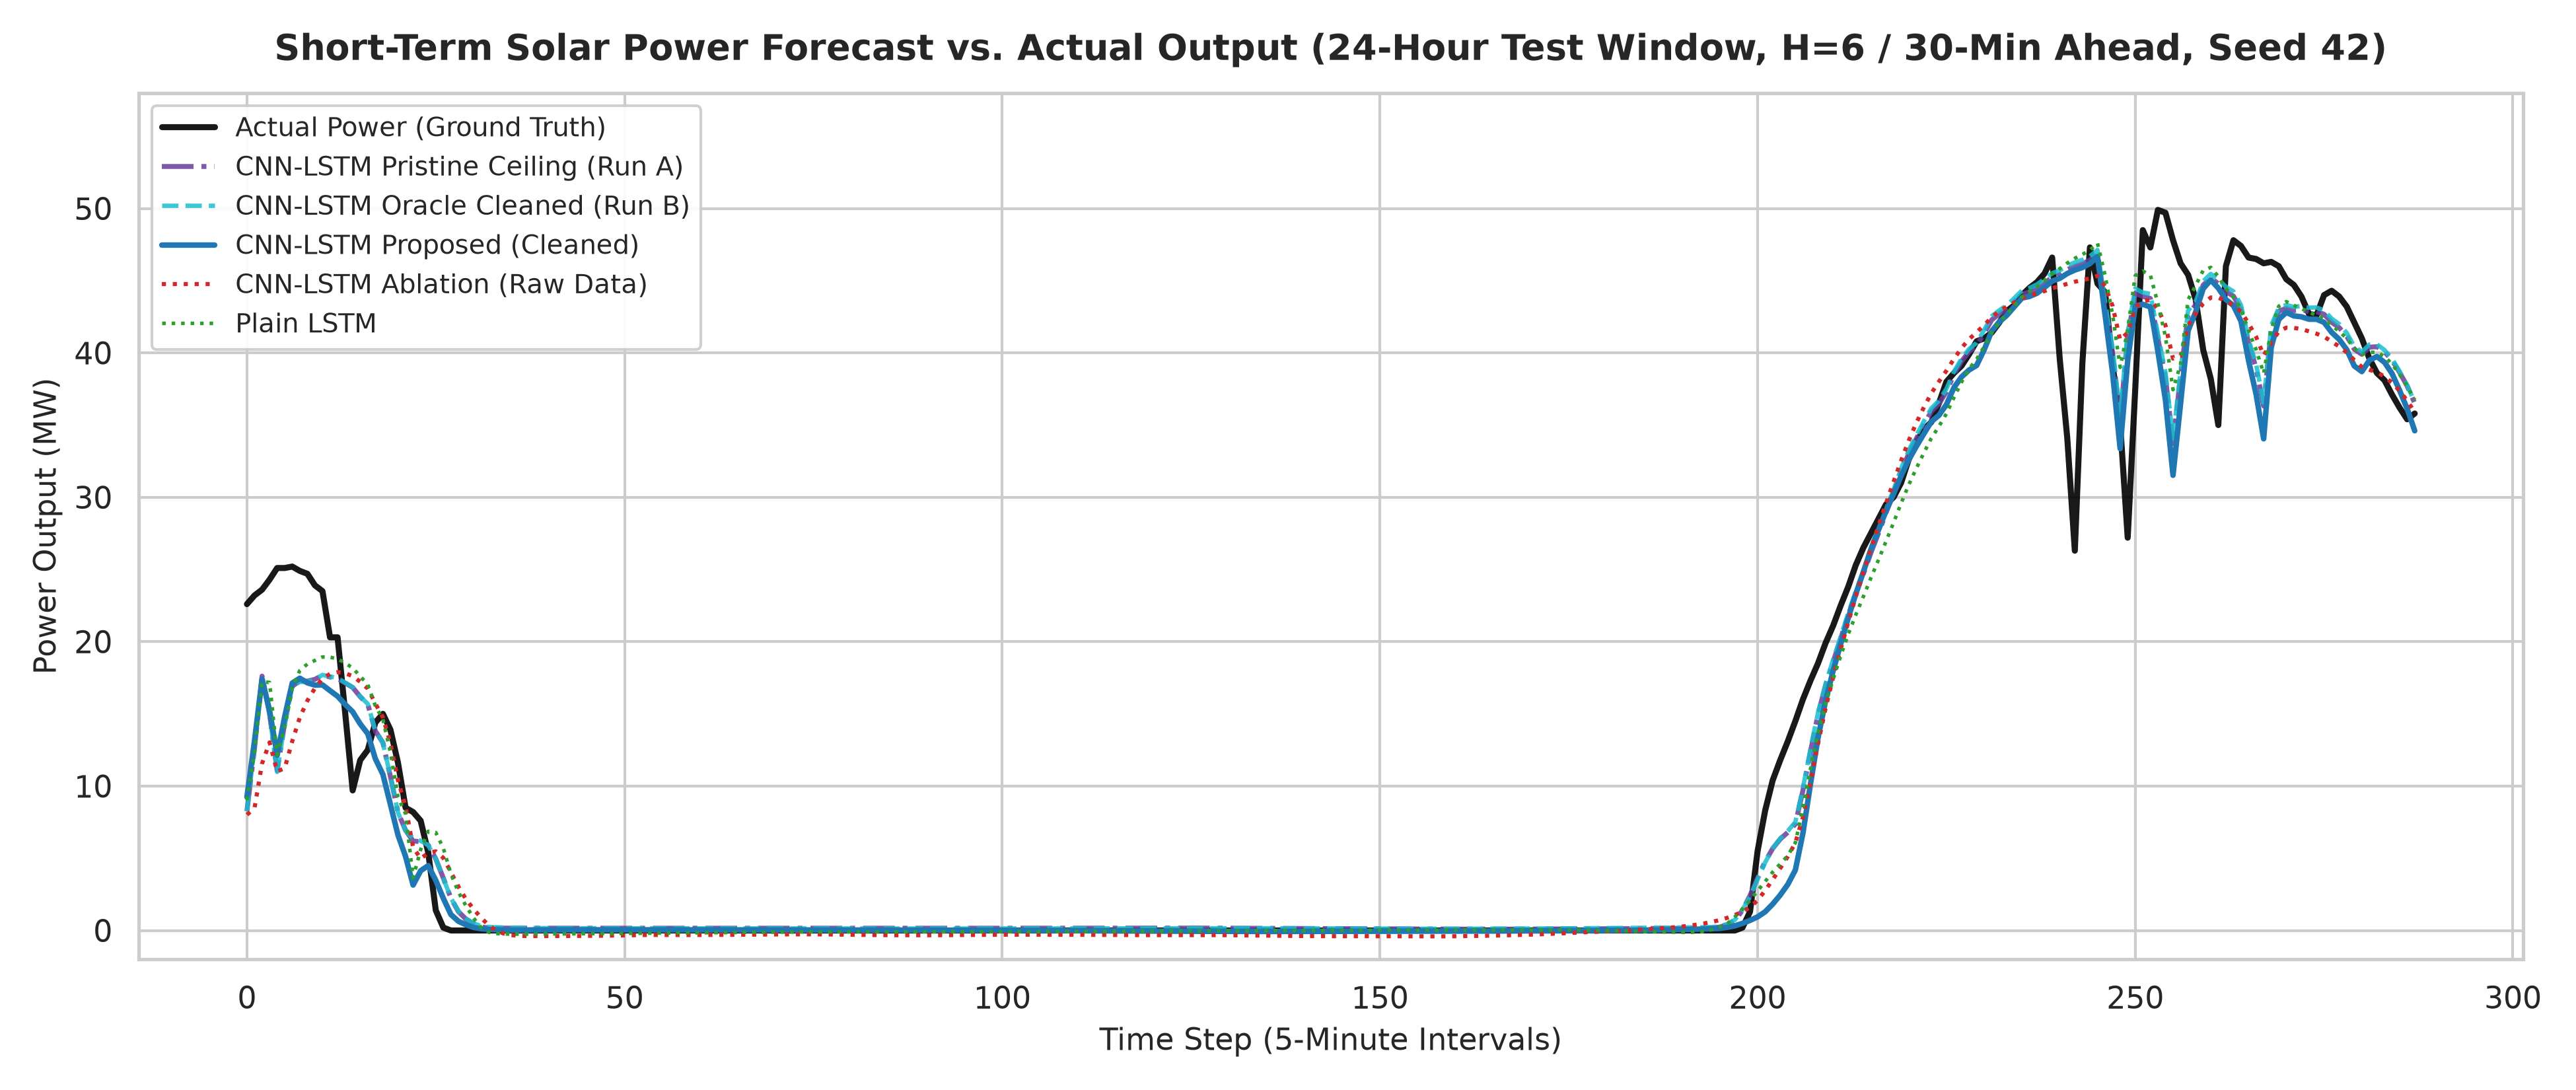 Short-Term Solar Power Forecast vs. Actual Output (24-Hour Test Window, H=6 / 30-Min Ahead, Seed 42)
Actual Power (Ground Truth)
CNN-LSTM Pristine Ceiling (Run A)
CNN-LSTM Oracle Cleaned (Run B)
CNN-LSTM Proposed (Cleaned)
CNN-LSTM Ablation (Raw Data)
Plain LSTM
Power Output (MW)
50
40
30
20
10
0
0 50 100 150 200 250 300
Time Step (5-Minute Intervals)